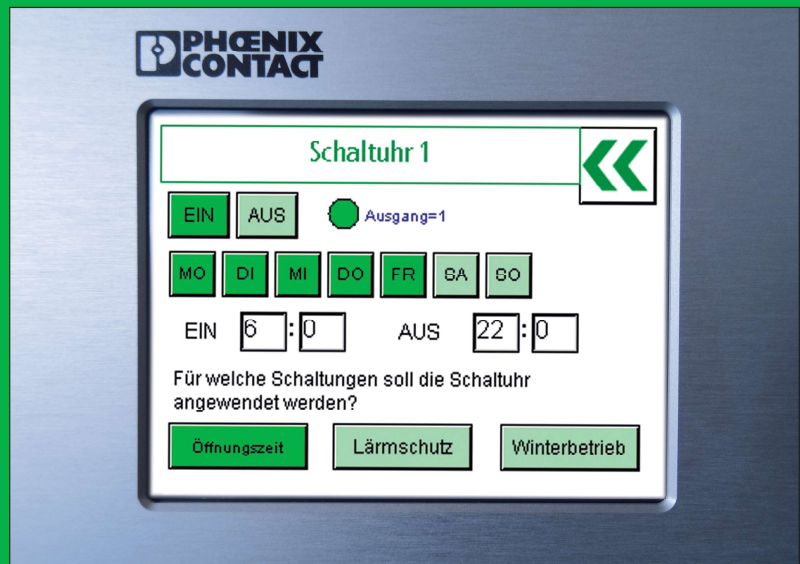 PHŒNIX
CONTACT
Schaltuhr 1
EIN AUS Ausgang=1
MO DI MI DO FR SA SO
EIN 6 : 0 AUS 22 : 0
Für welche Schaltungen soll die Schaltuhr
angewendet werden?
Öffnungszeit Lärmschutz Winterbetrieb